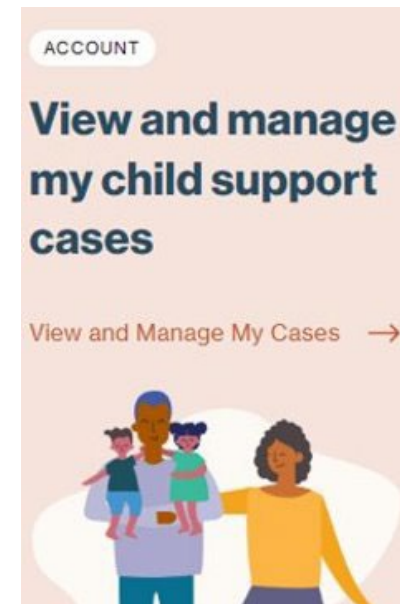 ACCOUNT
View and manage
my child support
cases
View and Manage My Cases →